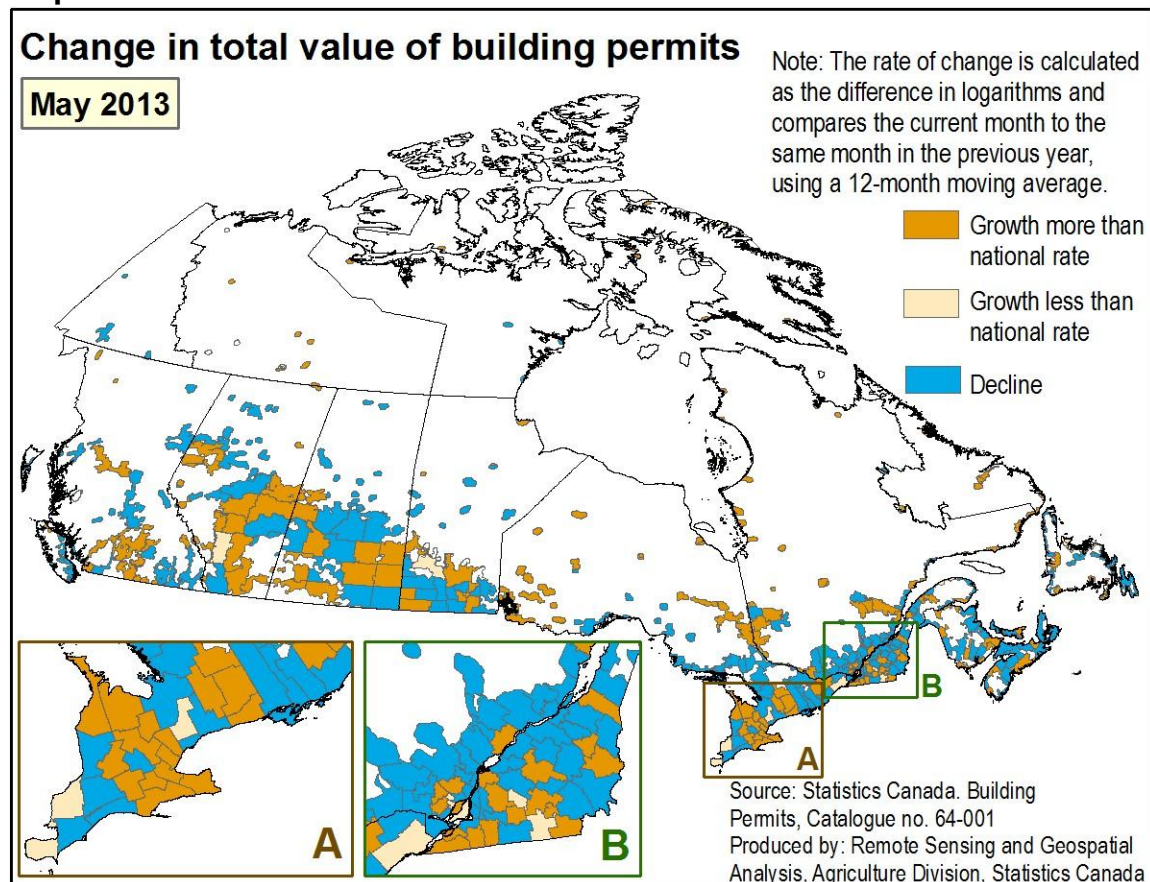 Change in total value of building permits
May 2013
Note: The rate of change is calculated
as the difference in logarithms and
compares the current month to the
same month in the previous year,
using a 12-month moving average.
Growth more than
national rate
Growth less than
national rate
Decline
B
A
A
B
Source: Statistics Canada. Building
Permits, Catalogue no. 64-001
Produced by: Remote Sensing and Geospatial
Analysis, Agriculture Division, Statistics Canada